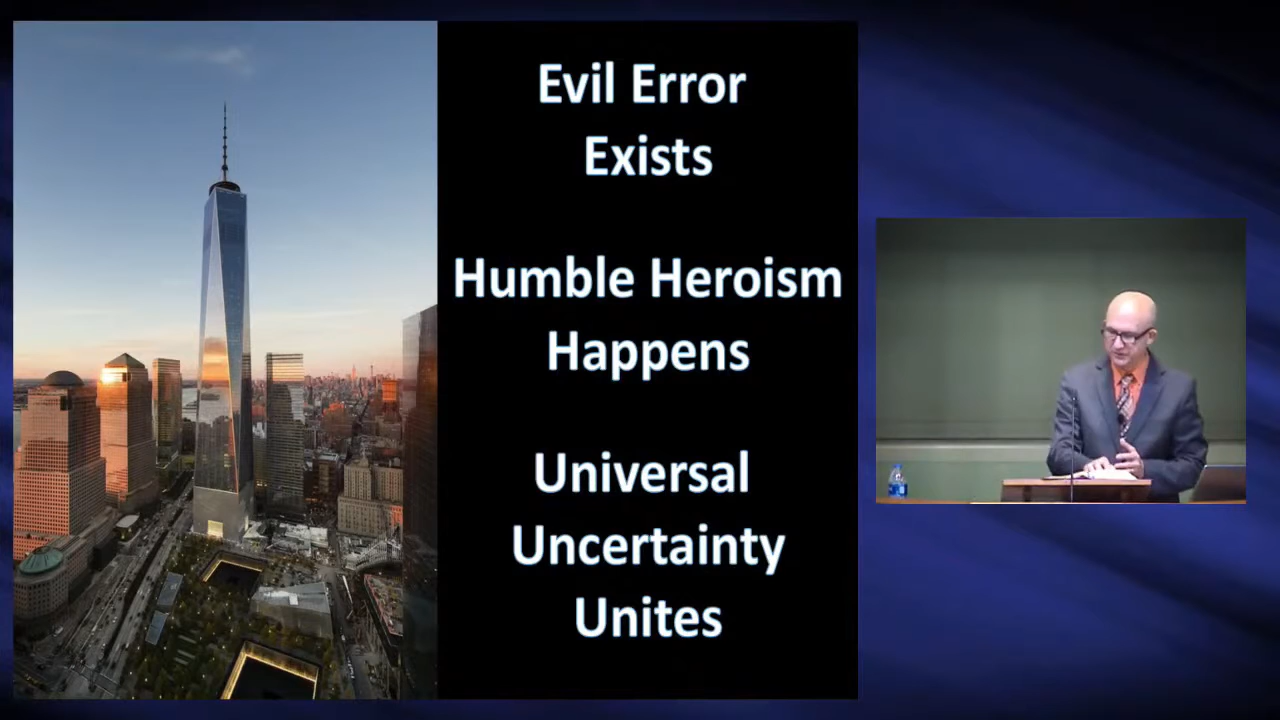 Evil Error
Exists
Humble Heroism
Happens
Universal
Uncertainty
Unites